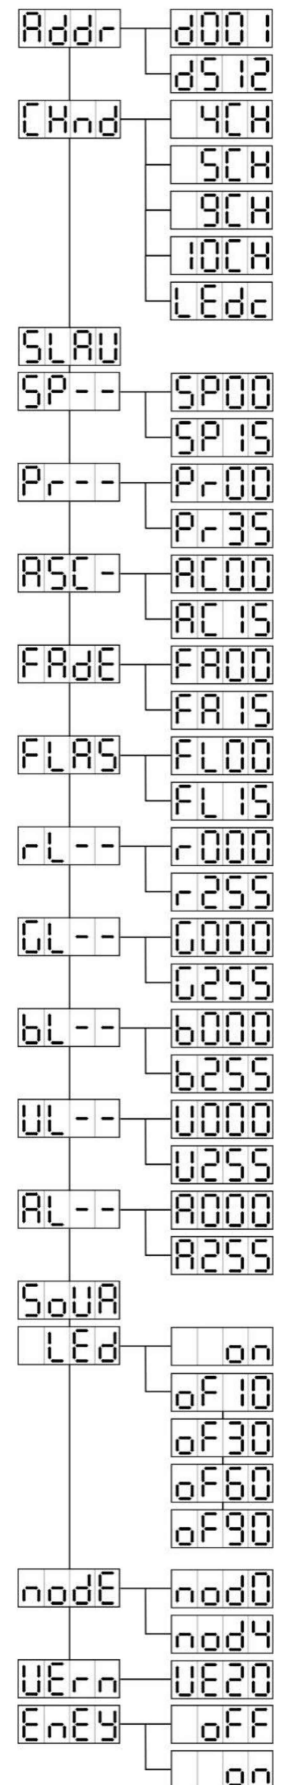 Addr d001
dS12
CHnd 4CH
5CH
9CH
10CH
LEdc
SLAU
SP-- SP00
SP15
Pr-- Pr00
Pr35
ASC- AC00
AC15
FAdE FA00
FA15
FLAS FL00
FL15
rL-- r000
r255
GL-- G000
G255
bL-- b000
b255
UL-- U000
U255
AL-- A000
A255
SoUA
LEd on
oF10
oF30
oF60
oF90
nodE nod0
nod4
UErn UE20
EnEY oFF
on